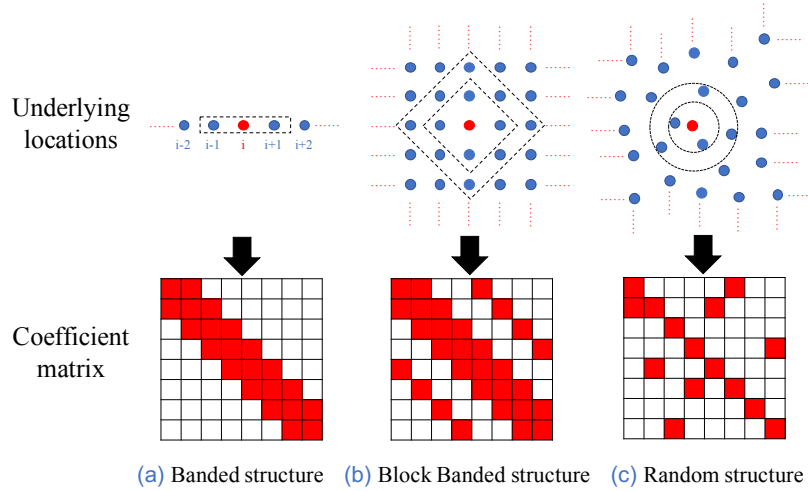 Underlying
locations
i-2 i-1 i i+1 i+2
Coefficient
matrix
(a) Banded structure
(b) Block Banded structure
(c) Random structure